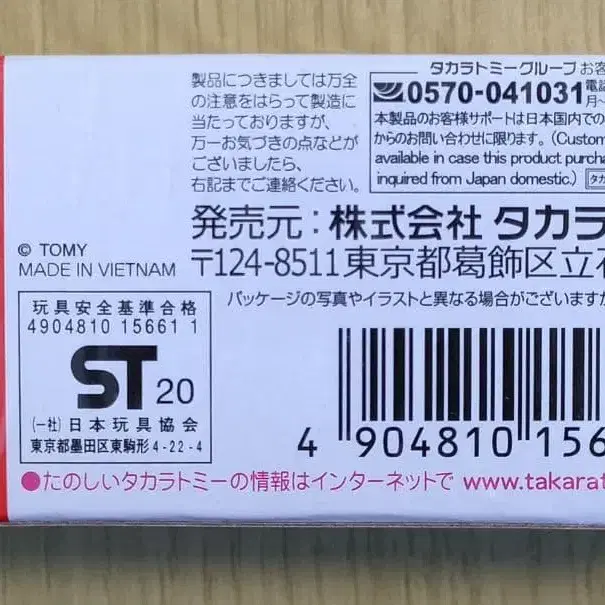 製品につきましては万全
の注意をはらって製造に
当たっておりますが、
万一お気づきの点などが
ございましたら、
右記までご連絡ください。
タカラトミーグループ お客
0570-041031 電話
月〜
本製品のお客様サポートは日本国内での
からのお問い合わせに限ります。(Custom
available in case this product purcha
inquired from Japan domestic.)
発売元：株式会社 タカラ
〒124-8511 東京都葛飾区立石
© TOMY
MADE IN VIETNAM
パッケージの写真やイラストと異なる場合がございますが
玩具安全基準合格
4904810 15661 1
ST 20
(一社)日本玩具協会
東京都墨田区東駒形4-22-4
4 904810 156
●たのしいタカラトミーの情報はインターネットで www.takarat